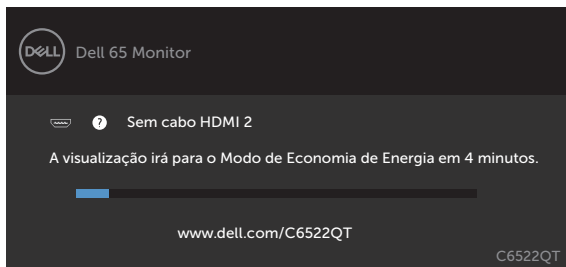 DELL Dell 65 Monitor
? Sem cabo HDMI 2
A visualização irá para o Modo de Economia de Energia em 4 minutos.
www.dell.com/C6522QT
C6522QT